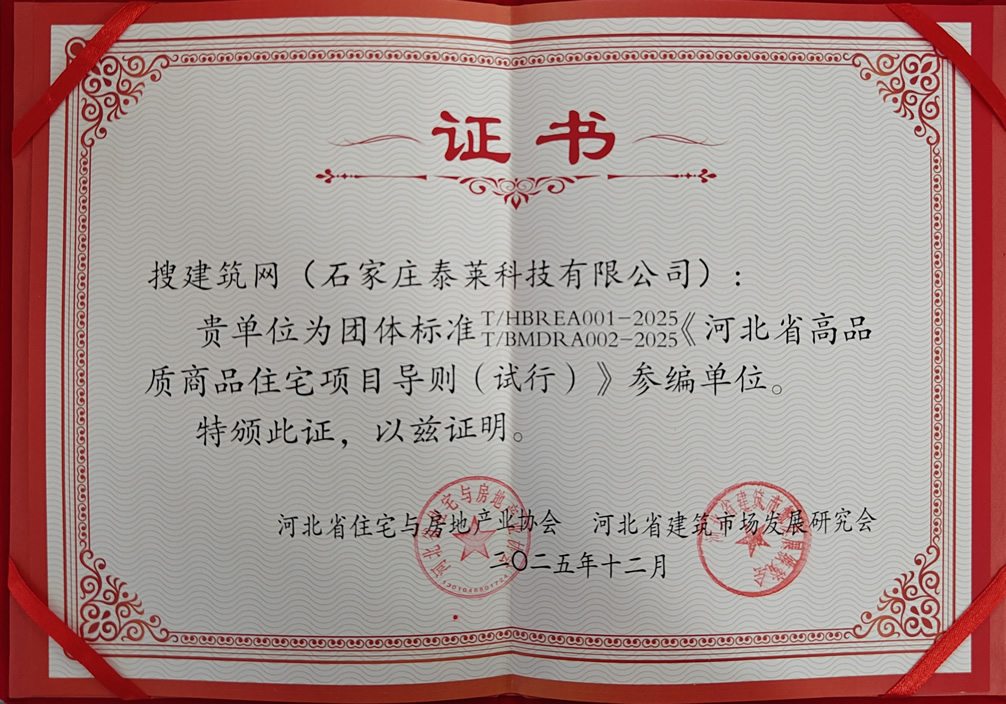 证书
搜建筑网（石家庄泰莱科技有限公司）：
贵单位为团体标准T/HBREA001-2025
T/BMDRA002-2025《河北省高品
质商品住宅项目导则（试行）》参编单位。
特颁此证，以兹证明。
河北省住宅与房地产业协会 河北省建筑市场发展研究会
二〇二五年十二月